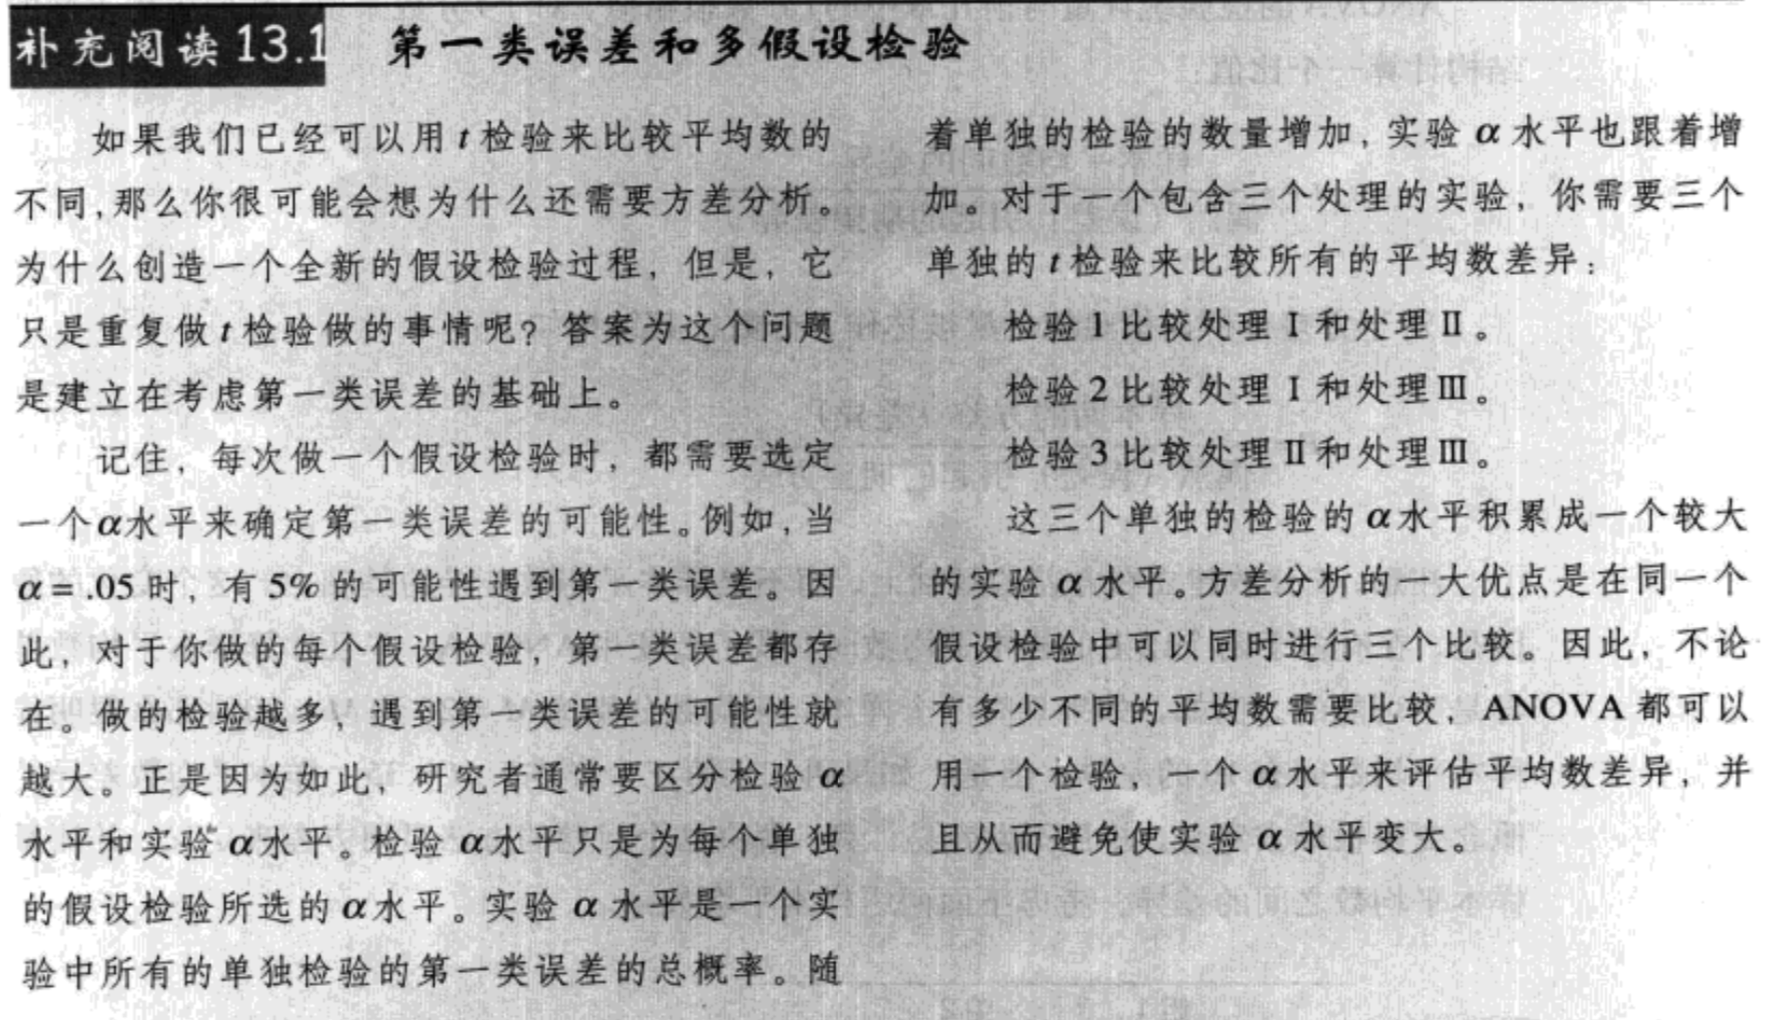 补充阅读13.1 第一类误差和多假设检验
如果我们已经可以用 t 检验来比较平均数的
不同,那么你很可能会想为什么还需要方差分析。
为什么创造一个全新的假设检验过程，但是，它
只是重复做 t 检验做的事情呢？答案为这个问题
是建立在考虑第一类误差的基础上。
记住，每次做一个假设检验时，都需要选定
一个α水平来确定第一类误差的可能性。例如,当
α = .05 时，有 5% 的可能性遇到第一类误差。因
此，对于你做的每个假设检验，第一类误差都存
在。做的检验越多，遇到第一类误差的可能性就
越大。正是因为如此，研究者通常要区分检验 α
水平和实验 α水平。检验 α水平只是为每个单独
的假设检验所选的α水平。实验 α 水平是一个实
验中所有的单独检验的第一类误差的总概率。随
着单独的检验的数量增加，实验 α 水平也跟着增
加。对于一个包含三个处理的实验，你需要三个
单独的 t 检验来比较所有的平均数差异：
检验 1 比较处理 Ⅰ 和处理 Ⅱ 。
检验 2 比较处理 Ⅰ 和处理 Ⅲ 。
检验 3 比较处理 Ⅱ 和处理 Ⅲ 。
这三个单独的检验的 α水平积累成一个较大
的实验 α 水平。方差分析的一大优点是在同一个
假设检验中可以同时进行三个比较。因此，不论
有多少不同的平均数需要比较，ANOVA 都可以
用一个检验，一个 α 水平来评估平均数差异，并
且从而避免使实验 α 水平变大。